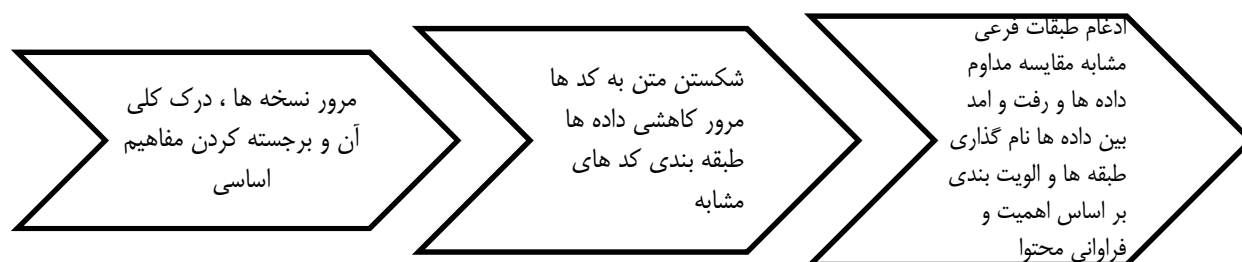 مرور نسخه ها ، درک کلی
آن و برجسته کردن مفاهیم
اساسی
شکستن متن به کد ها
مرور کاهشی داده ها
طبقه بندی کد های
مشابه
ادغام طبقات فرعی
مشابه مقایسه مداوم
داده ها و رفت و امد
بین داده ها نام گذاری
طبقه ها و الویت بندی
بر اساس اهمیت و
فراوانی محتوا